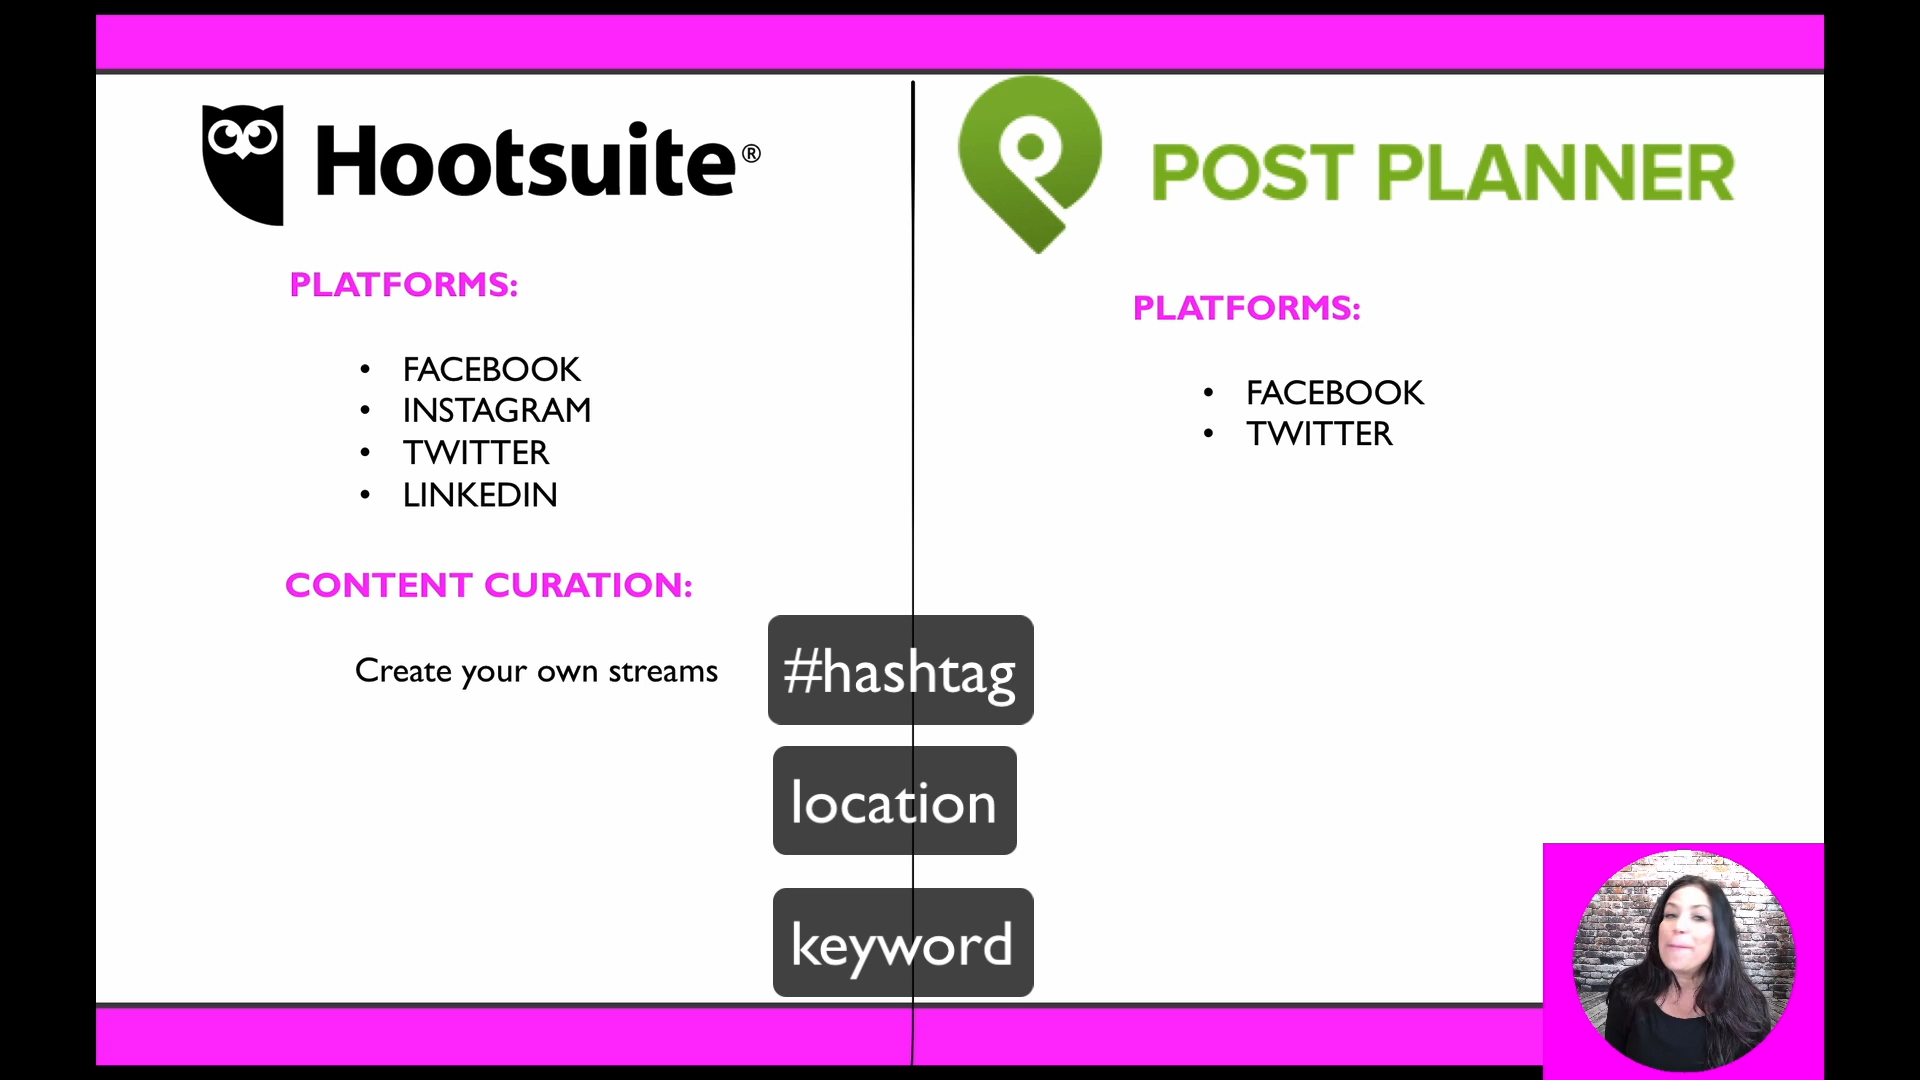 Hootsuite®
PLATFORMS:
• FACEBOOK
• INSTAGRAM
• TWITTER
• LINKEDIN
CONTENT CURATION:
Create your own streams
#hashtag
location
keyword
POST PLANNER
PLATFORMS:
• FACEBOOK
• TWITTER